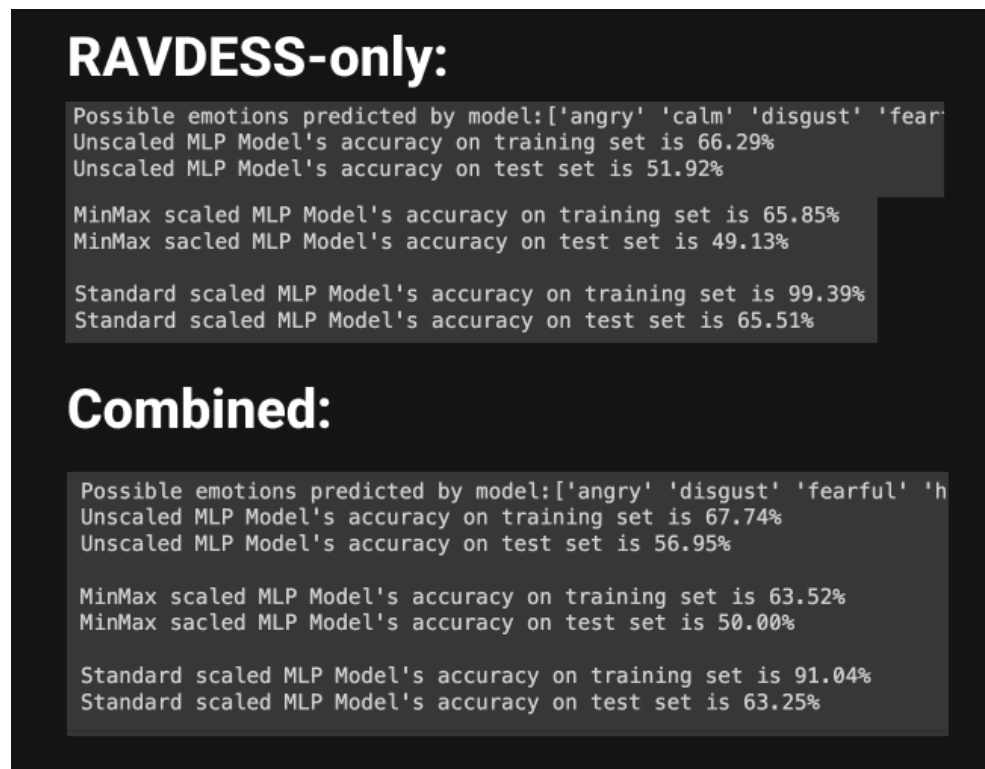 RAVDESS-only:
Possible emotions predicted by model:['angry' 'calm' 'disgust' 'fear
Unscaled MLP Model's accuracy on training set is 66.29%
Unscaled MLP Model's accuracy on test set is 51.92%
MinMax scaled MLP Model's accuracy on training set is 65.85%
MinMax sacled MLP Model's accuracy on test set is 49.13%
Standard scaled MLP Model's accuracy on training set is 99.39%
Standard scaled MLP Model's accuracy on test set is 65.51%
Combined:
Possible emotions predicted by model:['angry' 'disgust' 'fearful' 'h
Unscaled MLP Model's accuracy on training set is 67.74%
Unscaled MLP Model's accuracy on test set is 56.95%
MinMax scaled MLP Model's accuracy on training set is 63.52%
MinMax sacled MLP Model's accuracy on test set is 50.00%
Standard scaled MLP Model's accuracy on training set is 91.04%
Standard scaled MLP Model's accuracy on test set is 63.25%